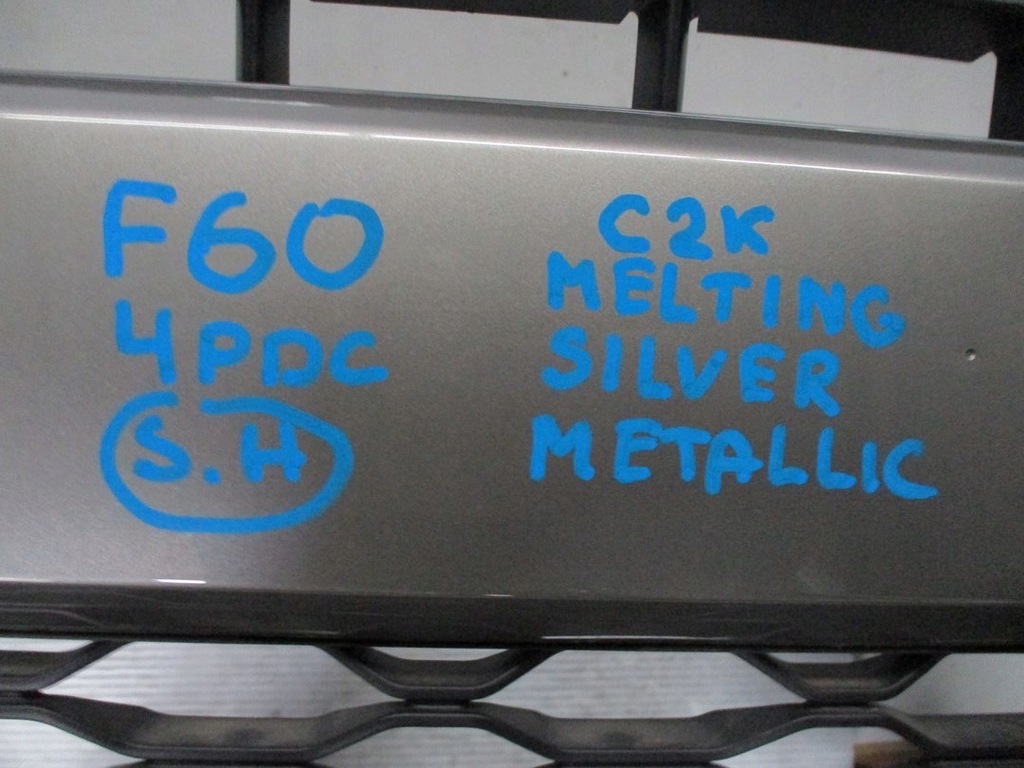 F60
4PDC
S.H
C2K
MELTING
SILVER
METALLIC